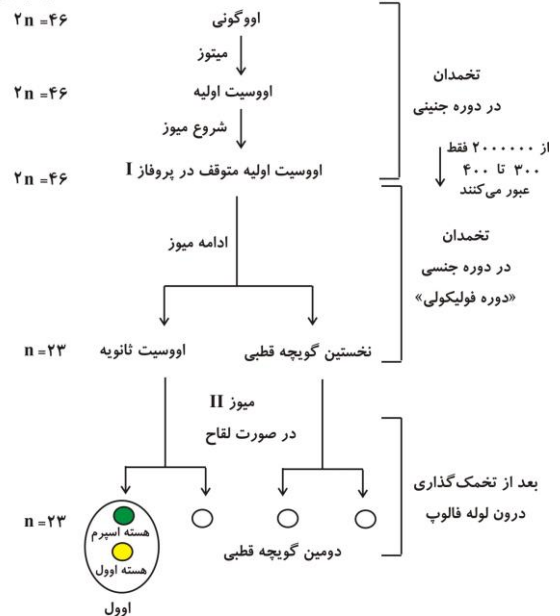 ۲n =۴۶
اووگونی
میتوز
۲n =۴۶
اووسیت اولیه
شروع میوز
۲n =۴۶
اووسیت اولیه متوقف در پروفاز I
تخمدان
در دوره جنینی
از ۲۰۰۰۰۰۰ فقط
۳۰۰ تا ۴۰۰
عبور می‌کنند
ادامه میوز
تخمدان
در دوره جنسی
«دوره فولیکولی»
n =۲۳
اووسیت ثانویه
نخستین گویچه قطبی
میوز II
در صورت لقاح
بعد از تخمک‌گذاری
درون لوله فالوپ
n =۲۳
هسته اسپرم
هسته اوول
دومین گویچه قطبی
اوول